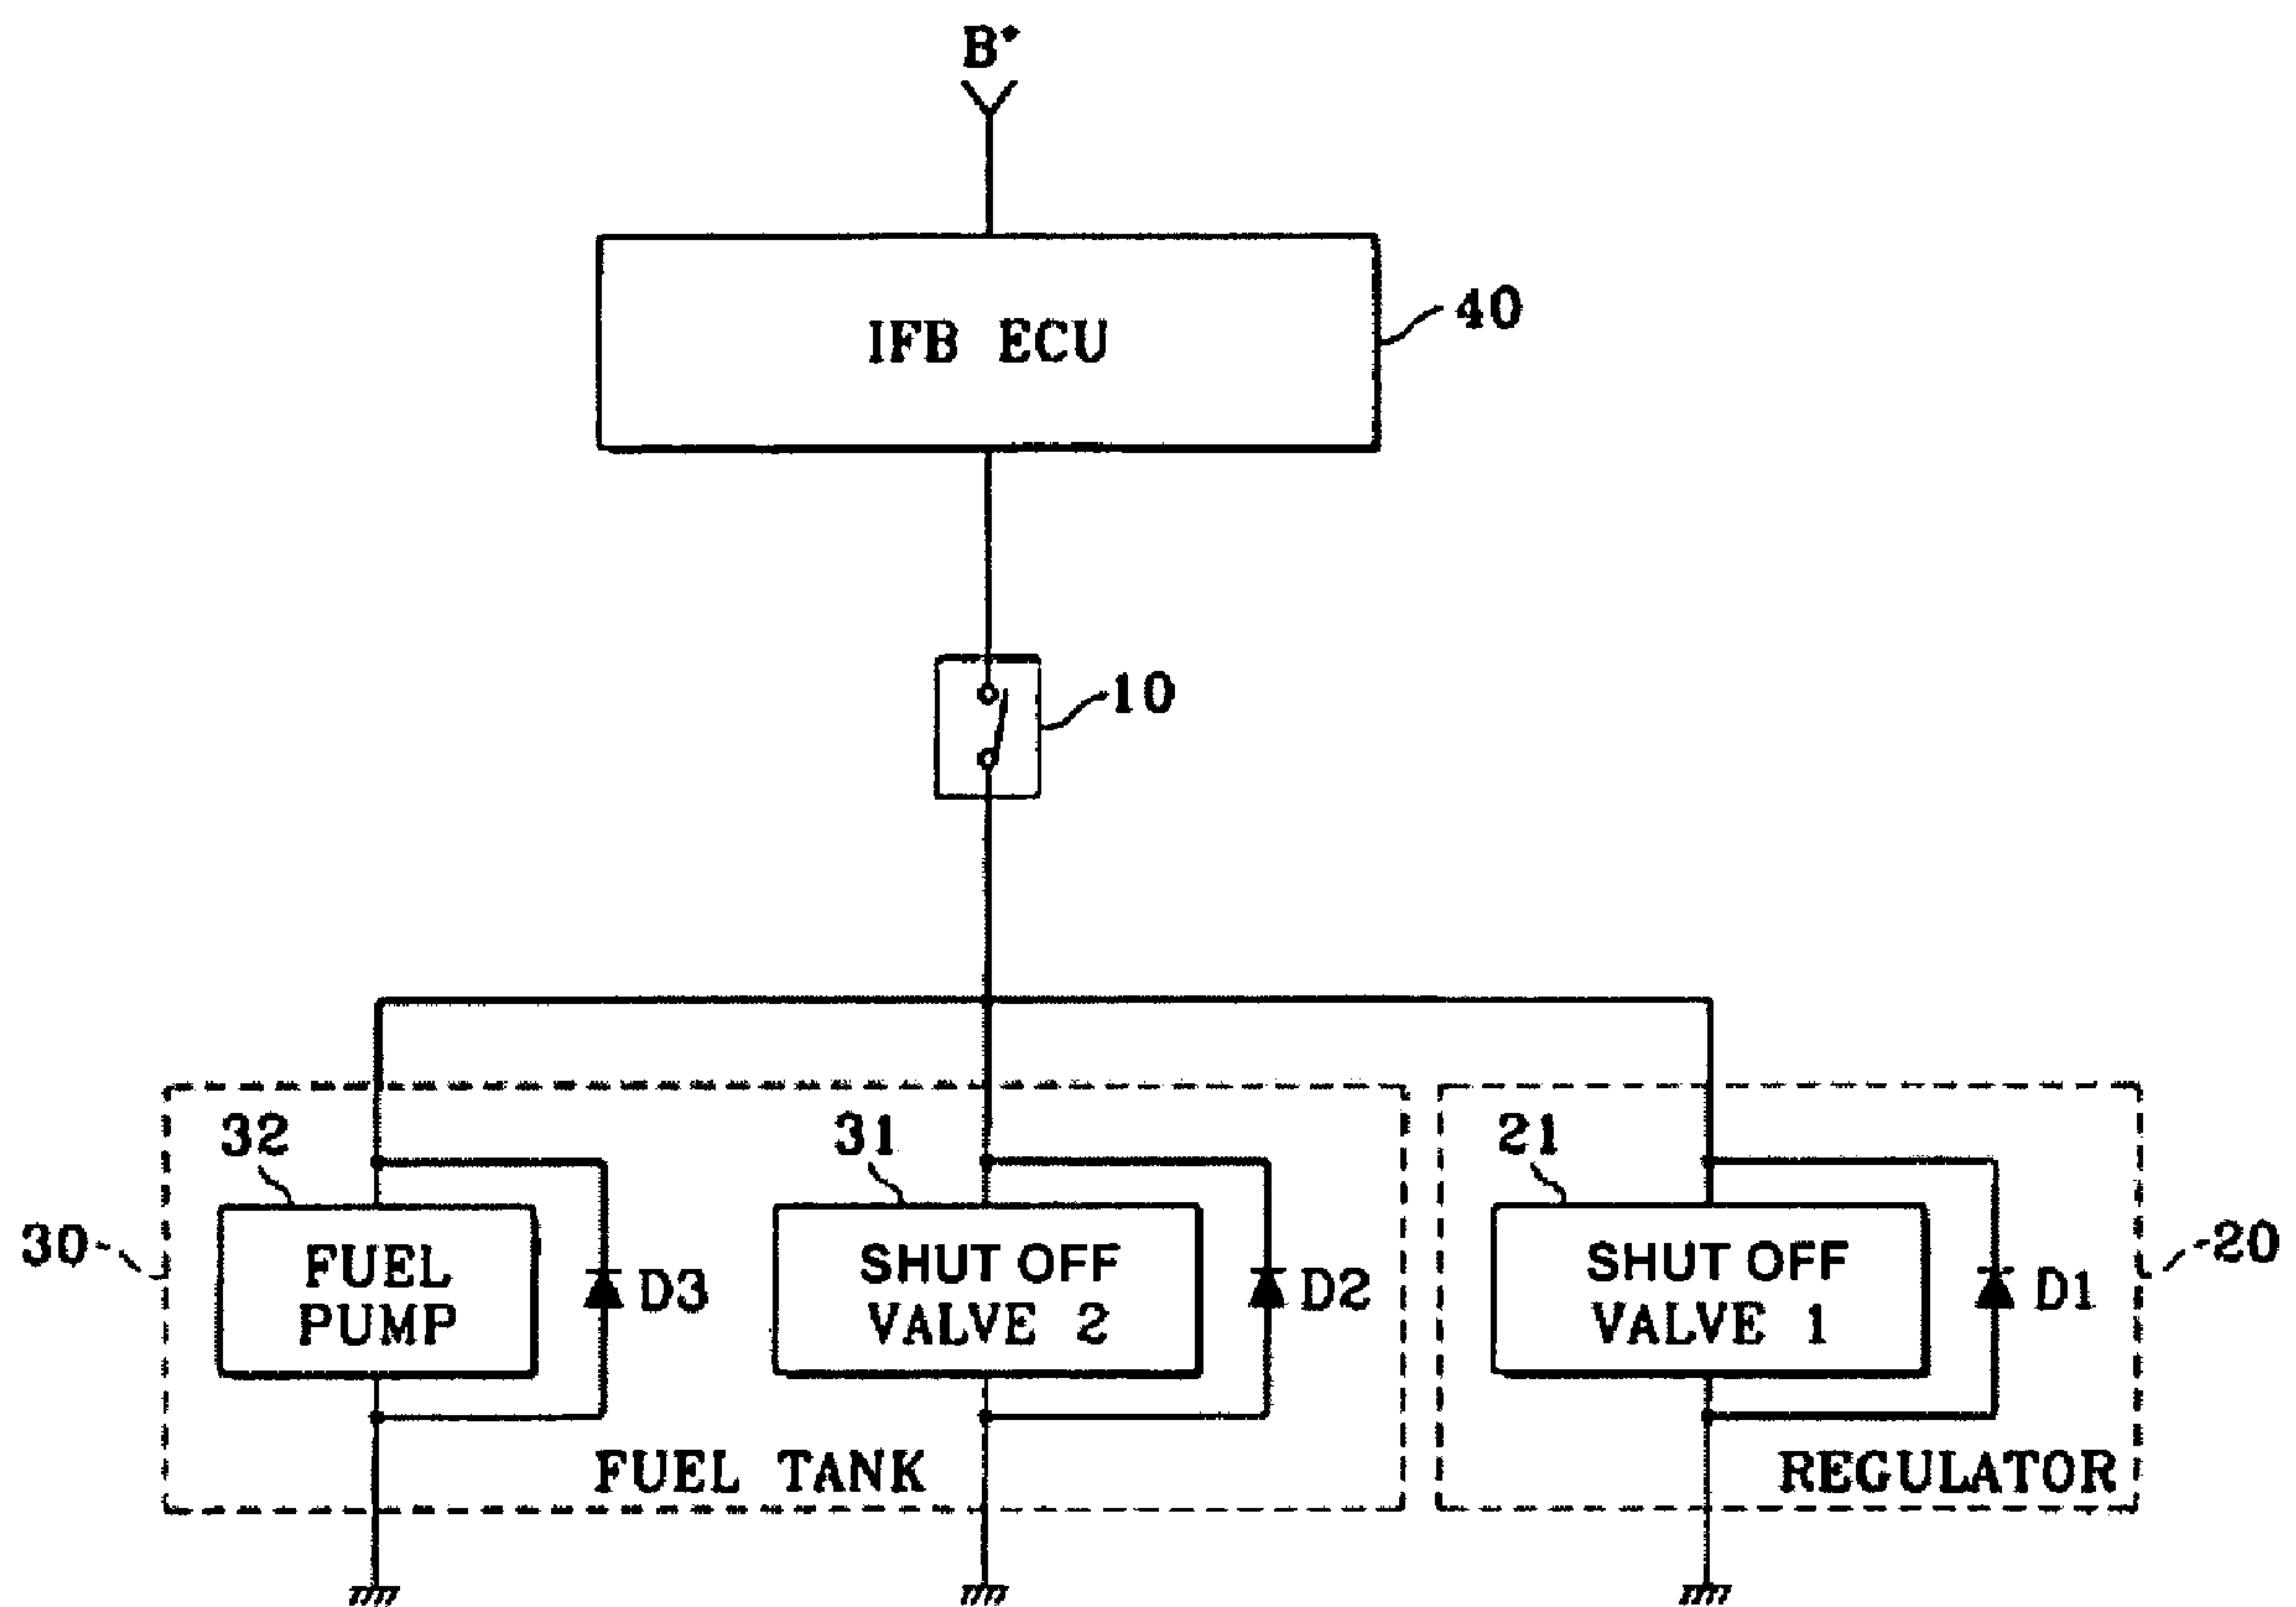 B+
IFB ECU
40
10
32
31
21
30
FUEL
PUMP
D3
SHUT OFF
VALVE 2
D2
SHUT OFF
VALVE 1
D1
20
FUEL TANK
REGULATOR